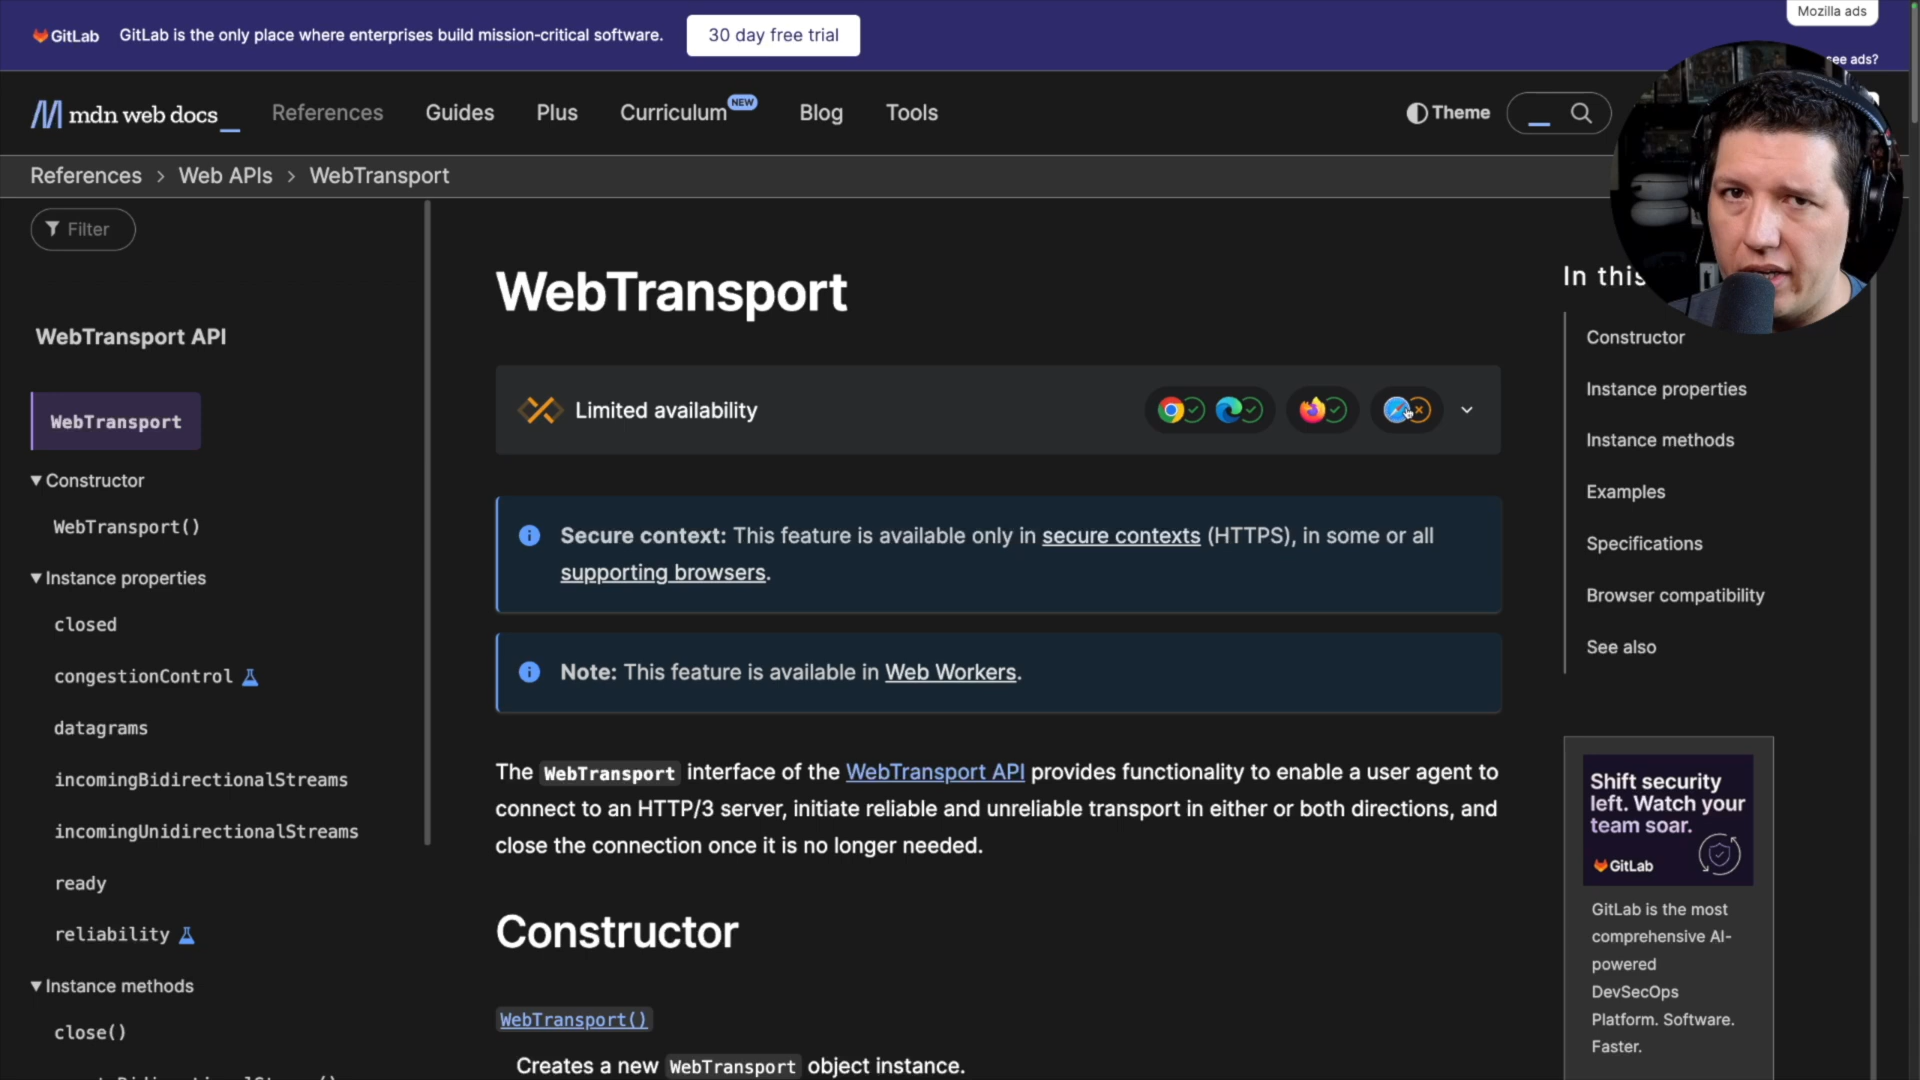 GitLab
GitLab is the only place where enterprises build mission-critical software.
30 day free trial
Mozilla ads
see ads?
mdn web docs_
References
Guides
Plus
Curriculum NEW
Blog
Tools
Theme
References > Web APIs > WebTransport
Filter
WebTransport API
WebTransport
Constructor
WebTransport()
Instance properties
closed
congestionControl
datagrams
incomingBidirectionalStreams
incomingUnidirectionalStreams
ready
reliability
Instance methods
close()
WebTransport
Limited availability
Secure context: This feature is available only in secure contexts (HTTPS), in some or all
supporting browsers.
Note: This feature is available in Web Workers.
The WebTransport interface of the WebTransport API provides functionality to enable a user agent to
connect to an HTTP/3 server, initiate reliable and unreliable transport in either or both directions, and
close the connection once it is no longer needed.
Constructor
WebTransport()
Creates a new WebTransport object instance.
In this
Constructor
Instance properties
Instance methods
Examples
Specifications
Browser compatibility
See also
Shift security
left. Watch your
team soar.
GitLab
GitLab is the most
comprehensive AI-
powered
DevSecOps
Platform. Software.
Faster.